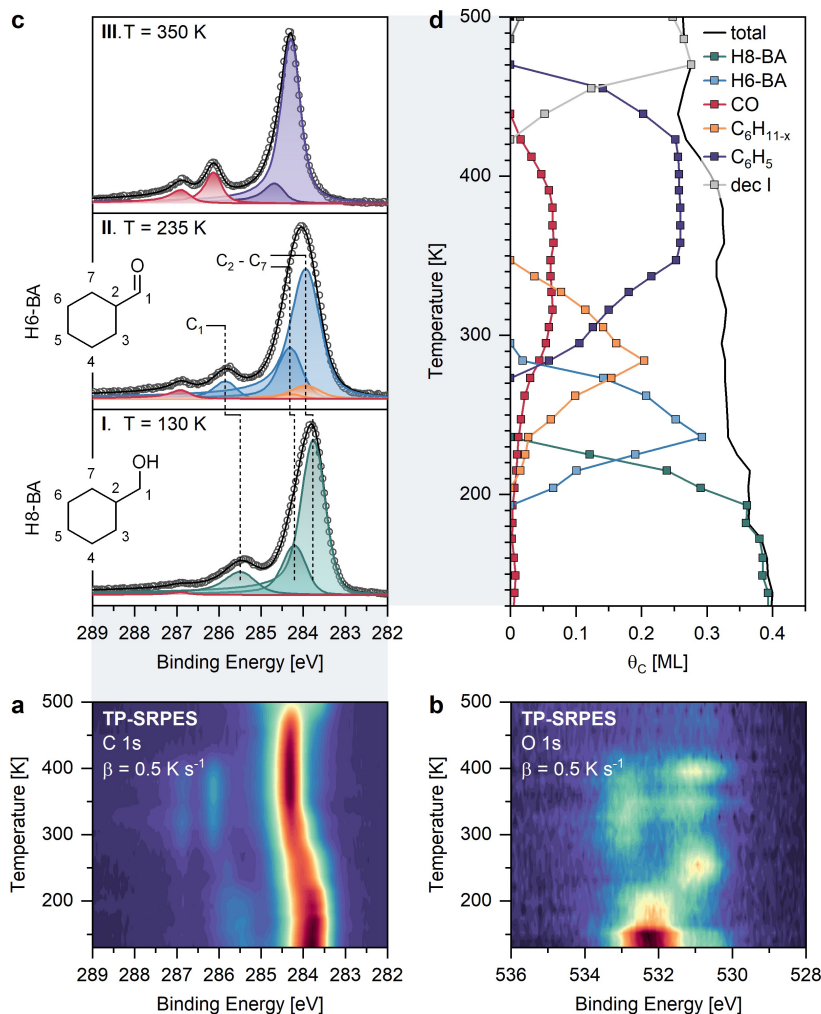 c
III. T = 350 K
II. T = 235 K
C₂ - C₇
C₁
H6-BA
O
7
6
2
1
5
3
4
I. T = 130 K
H8-BA
OH
7
6
2
1
5
3
4
289 288 287 286 285 284 283 282
Binding Energy [eV]
d
total
H8-BA
H6-BA
CO
C₆H₁₁₋ₓ
C₆H₅
dec I
500
400
300
200
Temperature [K]
0 0.1 0.2 0.3 0.4
θC [ML]
a
TP-SRPES
C 1s
β = 0.5 K s⁻¹
500
400
300
200
Temperature [K]
289 288 287 286 285 284 283 282
Binding Energy [eV]
b
TP-SRPES
O 1s
β = 0.5 K s⁻¹
500
400
300
200
Temperature [K]
536 534 532 530 528
Binding Energy [eV]